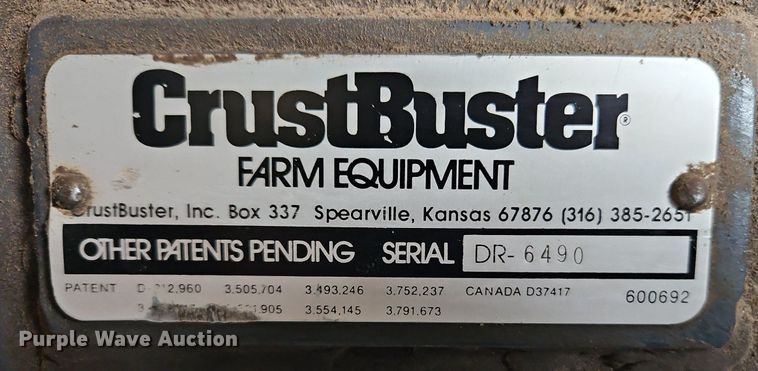 CrustBuster®
FARM EQUIPMENT
CrustBuster, Inc. Box 337 Spearville, Kansas 67876 (316) 385-2651
OTHER PATENTS PENDING SERIAL DR-6490
PATENT 3.505.704 3.493.246 3.752.237 CANADA D37417 600692
3.554.145 3.791.673
Purple Wave Auction